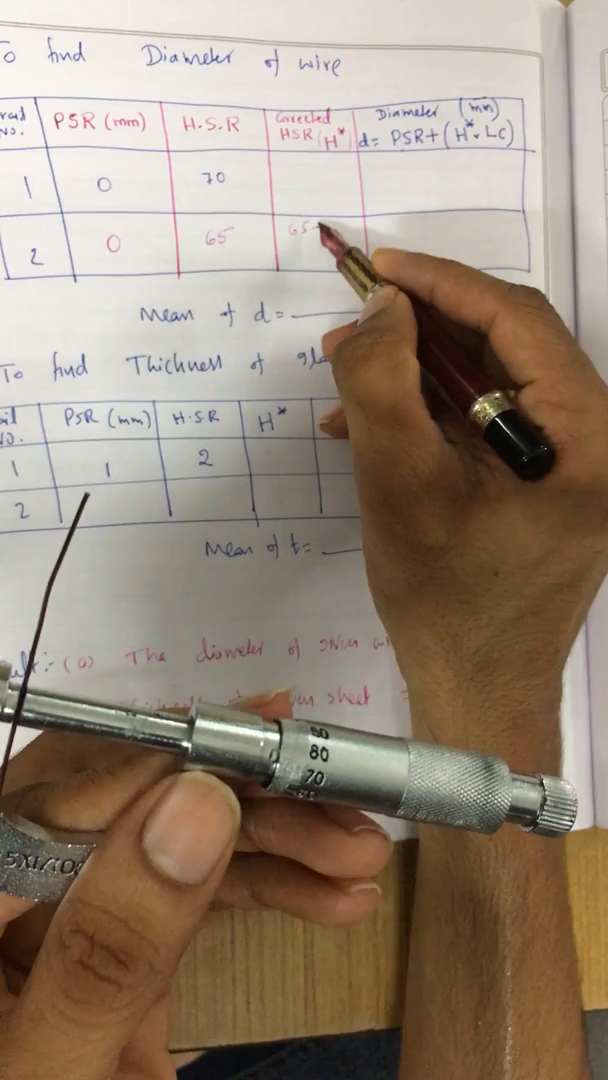 To find Diameter of wire
PSR (mm) H.S.R Corrected HSR (H*) Diameter (mm) d= PSR+(H*×LC)
1 0 70
2 0 65 65
Mean of d=
To find Thickness of
PSR (mm) H.S.R H*
1 1 2
2
Mean of t=
(a) The diameter of given
sheet
80
70